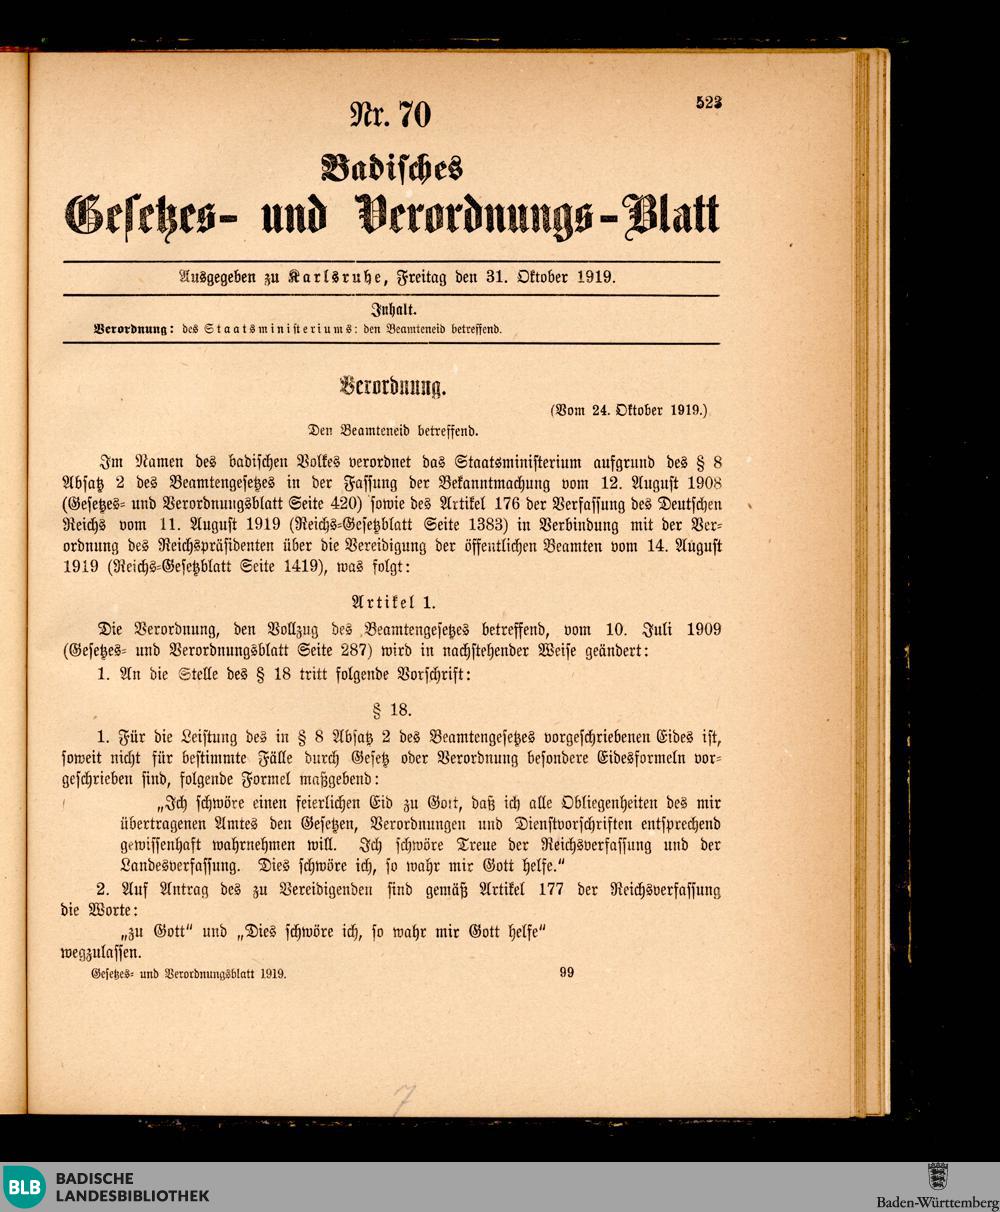 523
Nr. 70
Badisches
Gesetzes- und Verordnungs-Blatt
Ausgegeben zu Karlsruhe, Freitag den 31. Oktober 1919.
Inhalt.
Verordnung: des Staatsministeriums: den Beamteneid betreffend.
Verordnung.
(Vom 24. Oktober 1919.)
Den Beamteneid betreffend.
Im Namen des badischen Volkes verordnet das Staatsministerium aufgrund des § 8
Absatz 2 des Beamtengesetzes in der Fassung der Bekanntmachung vom 12. August 1908
(Gesetzes- und Verordnungsblatt Seite 420) sowie des Artikel 176 der Verfassung des Deutschen
Reichs vom 11. August 1919 (Reichs-Gesetzblatt Seite 1383) in Verbindung mit der Ver-
ordnung des Reichspräsidenten über die Vereidigung der öffentlichen Beamten vom 14. August
1919 (Reichs-Gesetzblatt Seite 1419), was folgt:
Artikel 1.
Die Verordnung, den Vollzug des Beamtengesetzes betreffend, vom 10. Juli 1909
(Gesetzes- und Verordnungsblatt Seite 287) wird in nachstehender Weise geändert:
1. An die Stelle des § 18 tritt folgende Vorschrift:
§ 18.
1. Für die Leistung des in § 8 Absatz 2 des Beamtengesetzes vorgeschriebenen Eides ist,
soweit nicht für bestimmte Fälle durch Gesetz oder Verordnung besondere Eidesformeln vor-
geschrieben sind, folgende Formel maßgebend:
„Ich schwöre einen feierlichen Eid zu Gott, daß ich alle Obliegenheiten des mir
übertragenen Amtes den Gesetzen, Verordnungen und Dienstvorschriften entsprechend
gewissenhaft wahrnehmen will. Ich schwöre Treue der Reichsverfassung und der
Landesverfassung. Dies schwöre ich, so wahr mir Gott helfe.“
2. Auf Antrag des zu Vereidigenden sind gemäß Artikel 177 der Reichsverfassung
die Worte:
„zu Gott“ und „Dies schwöre ich, so wahr mir Gott helfe“
wegzulassen.
Gesetzes- und Verordnungsblatt 1919. 99
7
BLB BADISCHE
LANDESBIBLIOTHEK
Baden-Württemberg